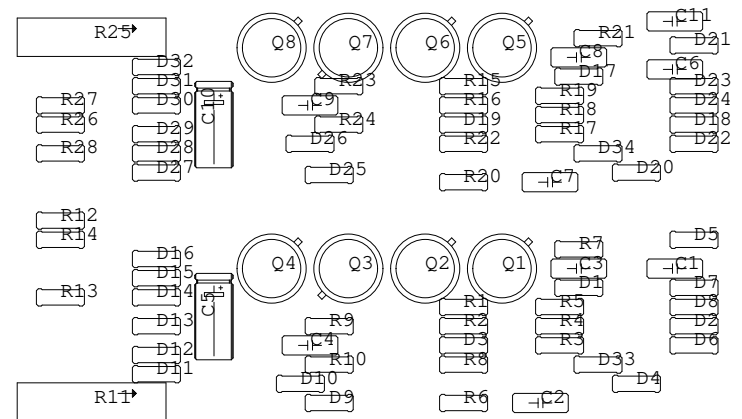 C11
R25 R21
Q8 Q7 Q6 Q5 D21
C8
D32 C6
D17
D31 R23 R15 D23
R19
R27 D30 C10 C9 R16 D24
R18
R26 R24 D19 D18
D29 R17
D26 R22 D22
R28 D28 D34
D27 D25 D20
R20 C7
R12
R14 D5
R7
D16
Q4 Q3 Q2 Q1 C3 C1
D15
D1 D7
R13 D14 C5
R1 R5 D8
D13 R9 R2 R4 D2
C4 D3 R3 D6
D12
R10 R8 D33
D11
D10 D4
R11 D9 R6 C2